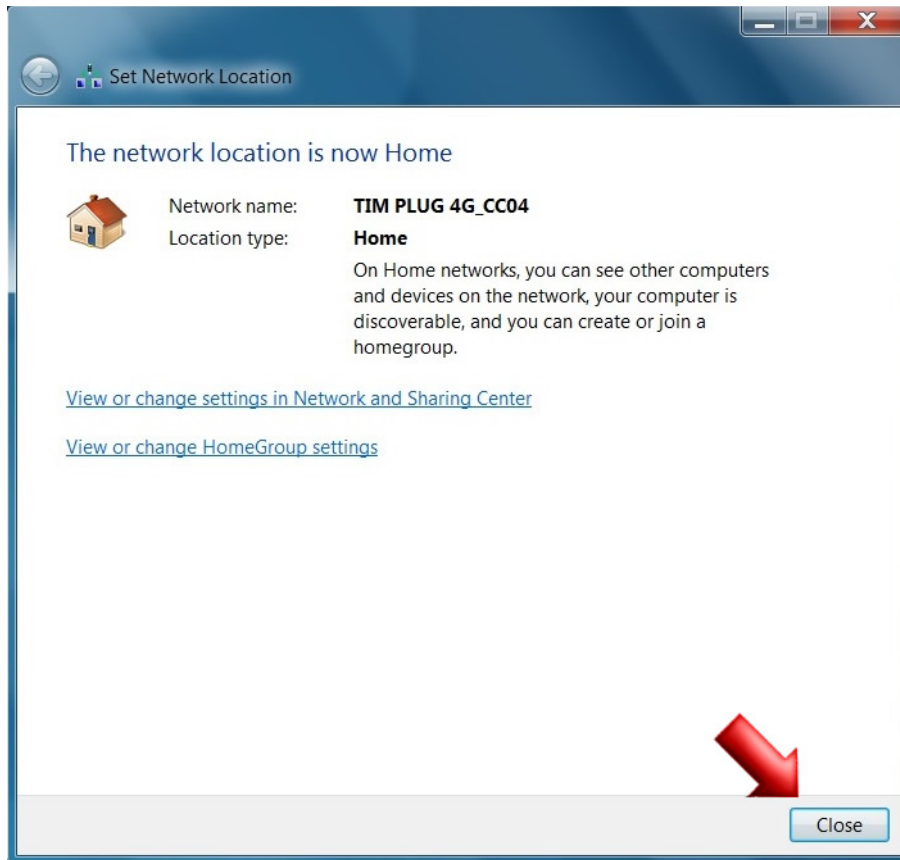 Set Network Location
The network location is now Home
Network name: TIM PLUG 4G_CC04
Location type: Home
On Home networks, you can see other computers
and devices on the network, your computer is
discoverable, and you can create or join a
homegroup.
View or change settings in Network and Sharing Center
View or change HomeGroup settings
Close